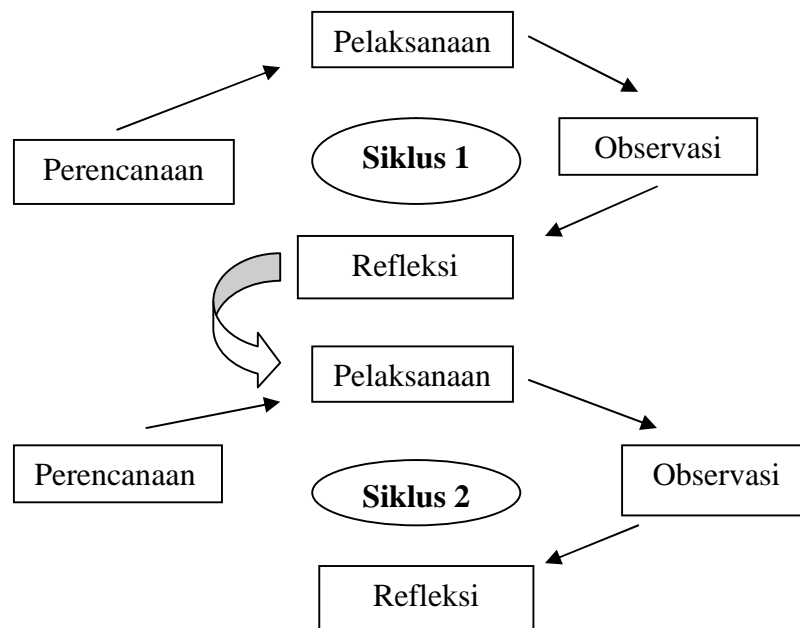 Pelaksanaan
Perencanaan
Siklus 1
Observasi
Refleksi
Pelaksanaan
Perencanaan
Siklus 2
Observasi
Refleksi